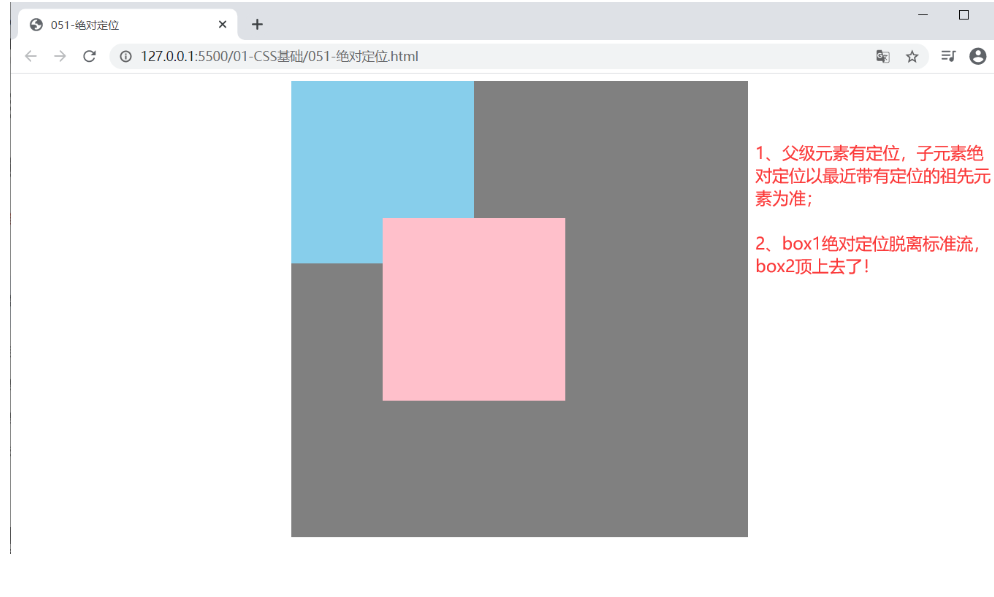 051-绝对定位
127.0.0.1:5500/01-CSS基础/051-绝对定位.html
1、父级元素有定位，子元素绝
对定位以最近带有定位的祖先元
素为准；
2、box1绝对定位脱离标准流，
box2顶上去了！